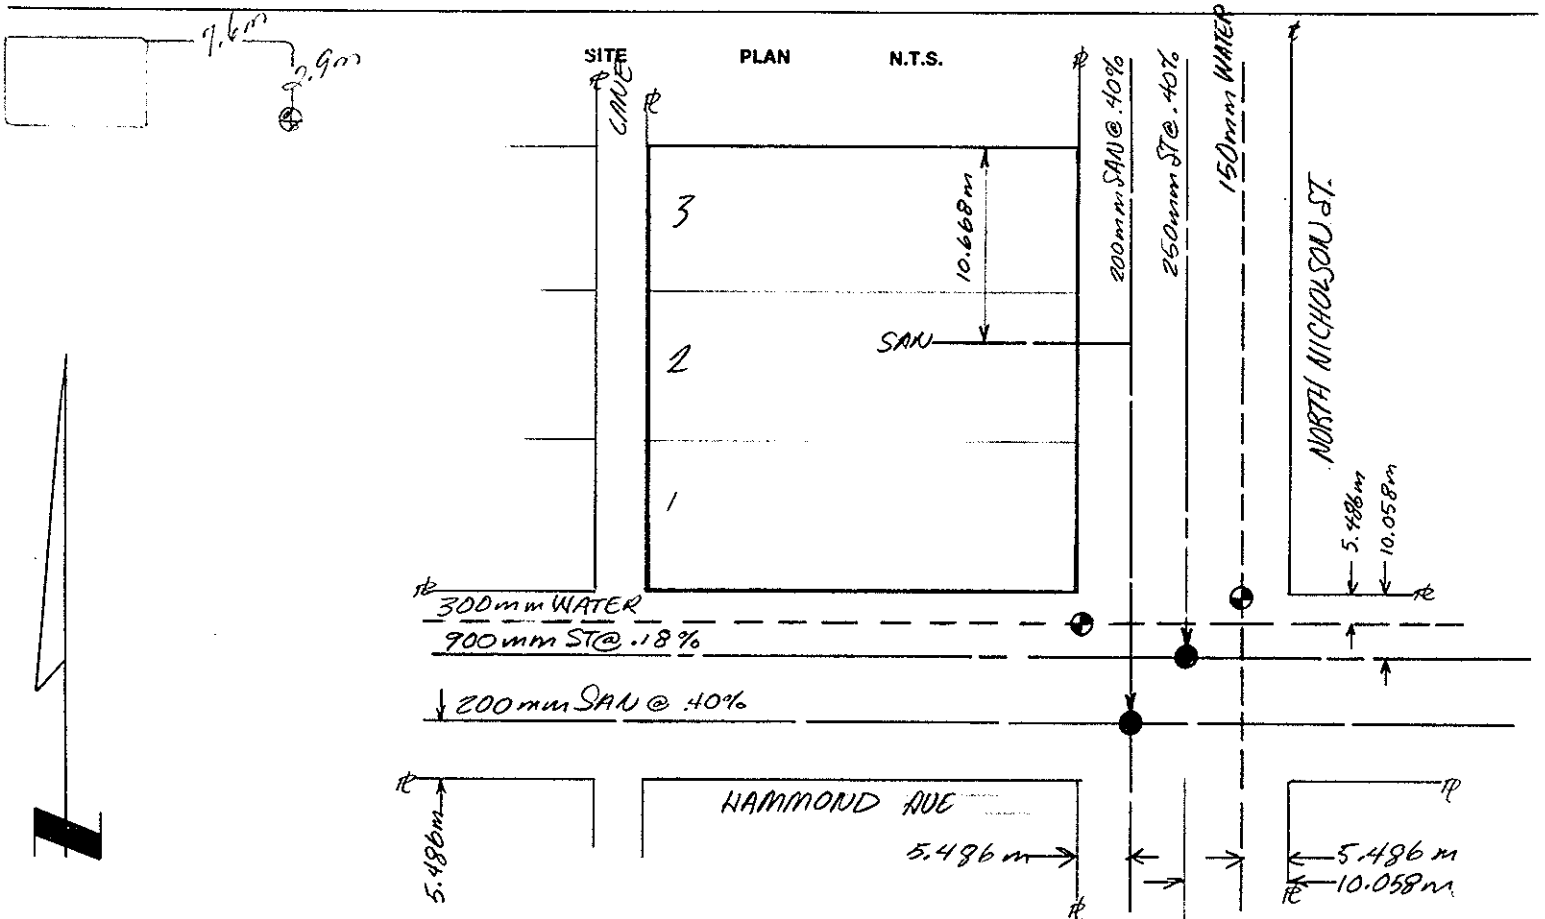 7.6m
2.9m
SITE PLAN N.T.S.
LANE
200mm SAN @ .40%
250mm ST @ .40%
150mm WATER
NORTH NICHOLSON ST.
3
10.668m
SAN
2
1
5.486m
10.058m
300mm WATER
900mm ST @ .18%
200mm SAN @ .40%
HAMMOND AVE
5.486m
5.486m
5.486m
10.058m